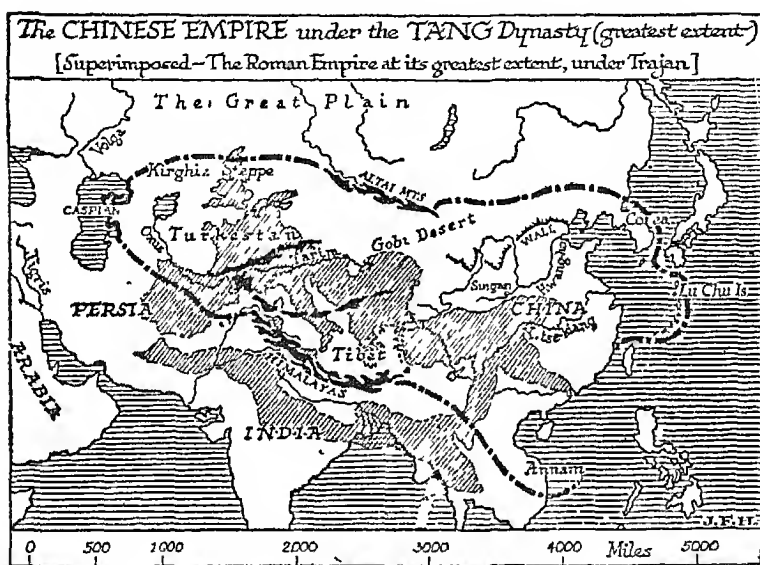 The CHINESE EMPIRE under the TANG Dynasty (greatest extent)
[Superimposed — The Roman Empire at its greatest extent, under Trajan]
The Great Plain
Volga
Kirghiz Steppe
ALTAI MTS
CASPIAN
Oxus
Turkestan
Tarim
Gobi Desert
WALL
Corea
Tigris
Singan
Hwang-ho
Lu Chu Is.
PERSIA
CHINA
Tibet
ARABIA
HIMALAYAS
INDIA
Annam
J.F.H.
0 500 1000 2000 3000 4000 Miles 5000